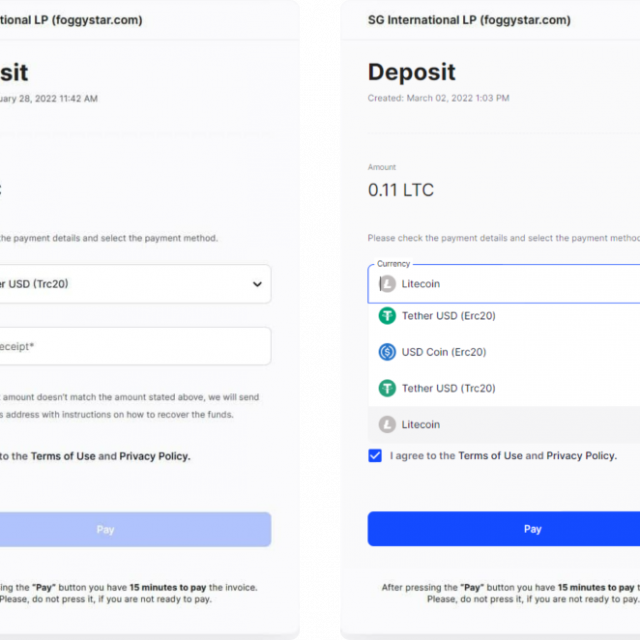 tional LP (foggystar.com)
sit
uary 28, 2022 11:42 AM
he payment details and select the payment method.
er USD (Trc20)
eceipt*
amount doesn't match the amount stated above, we will send
s address with instructions on how to recover the funds.
to the Terms of Use and Privacy Policy.
Pay
ing the "Pay" button you have 15 minutes to pay the invoice.
Please, do not press it, if you are not ready to pay.
SG International LP (foggystar.com)
Deposit
Created: March 02, 2022 1:03 PM
Amount
0.11 LTC
Please check the payment details and select the payment metho
Currency
Litecoin
Tether USD (Erc20)
USD Coin (Erc20)
Tether USD (Trc20)
Litecoin
I agree to the Terms of Use and Privacy Policy.
Pay
After pressing the "Pay" button you have 15 minutes to pay t
Please, do not press it, if you are not ready to pay.